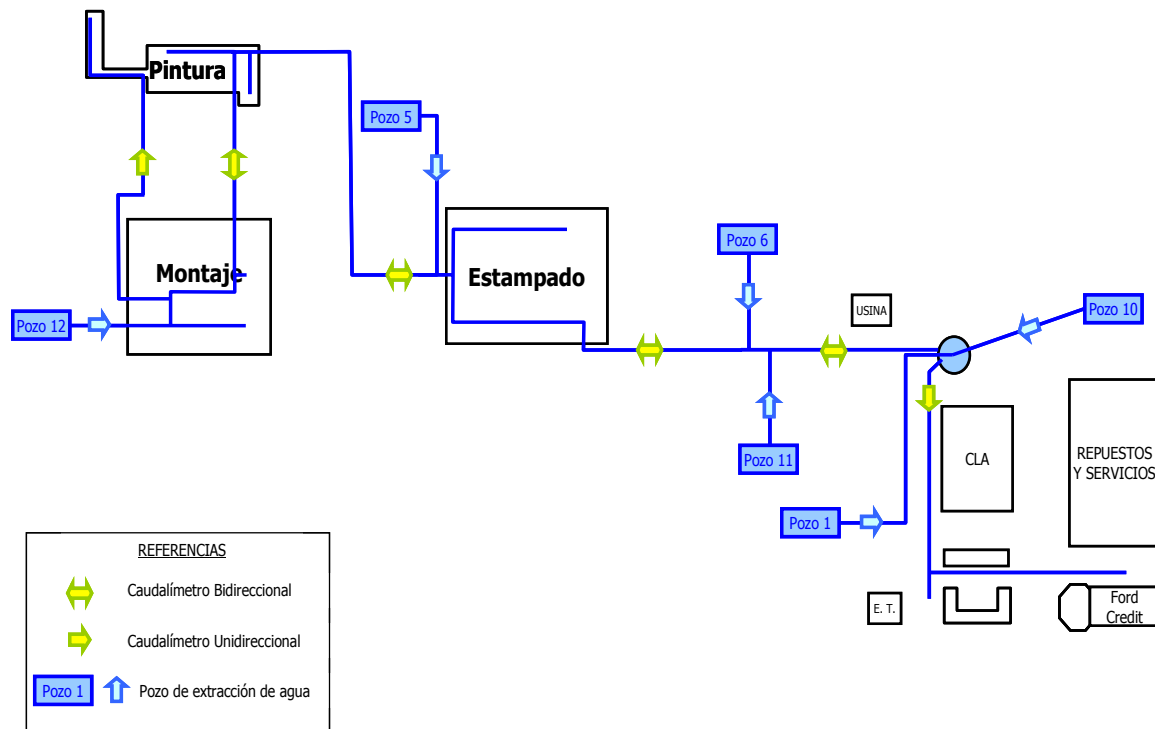 Pintura
Pozo 5
Pozo 6
Montaje
Estampado
USINA
Pozo 10
Pozo 12
Pozo 11
CLA
REPUESTOS
Y SERVICIOS
Pozo 1
REFERENCIAS
Caudalímetro Bidireccional
Caudalímetro Unidireccional
Pozo 1
Pozo de extracción de agua
E. T.
Ford
Credit